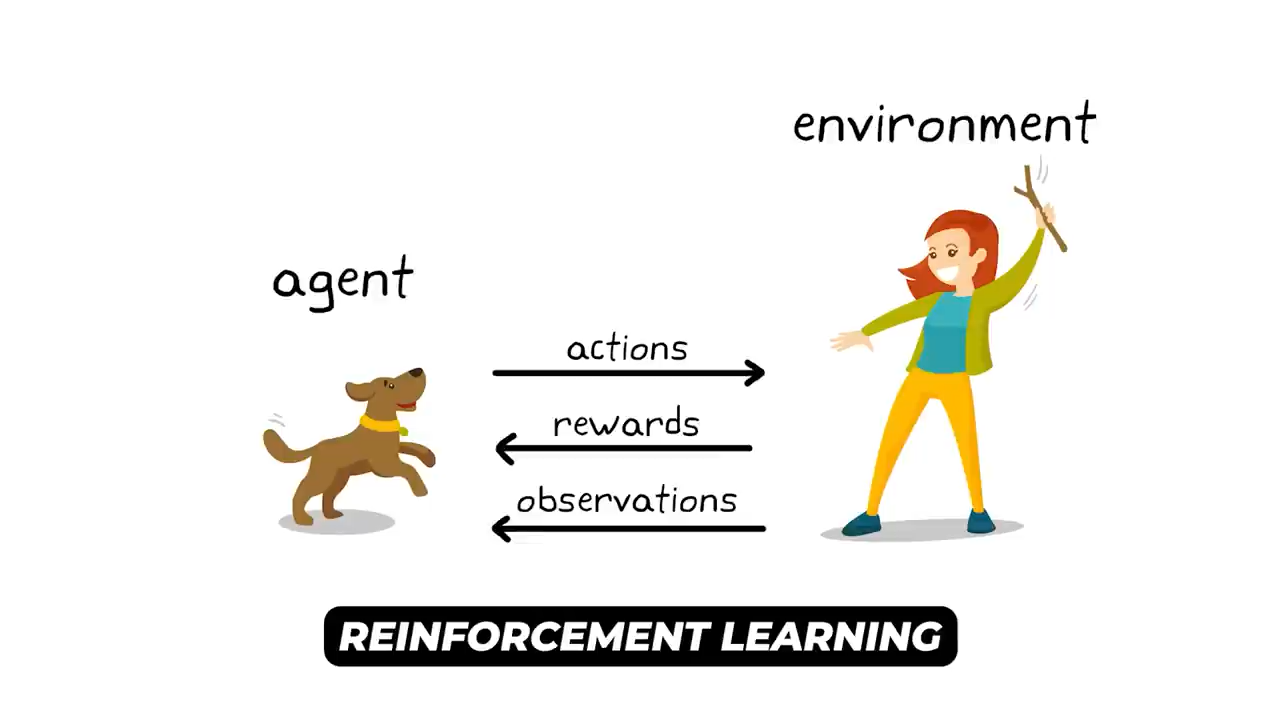 environment
agent
actions
rewards
observations
REINFORCEMENT LEARNING